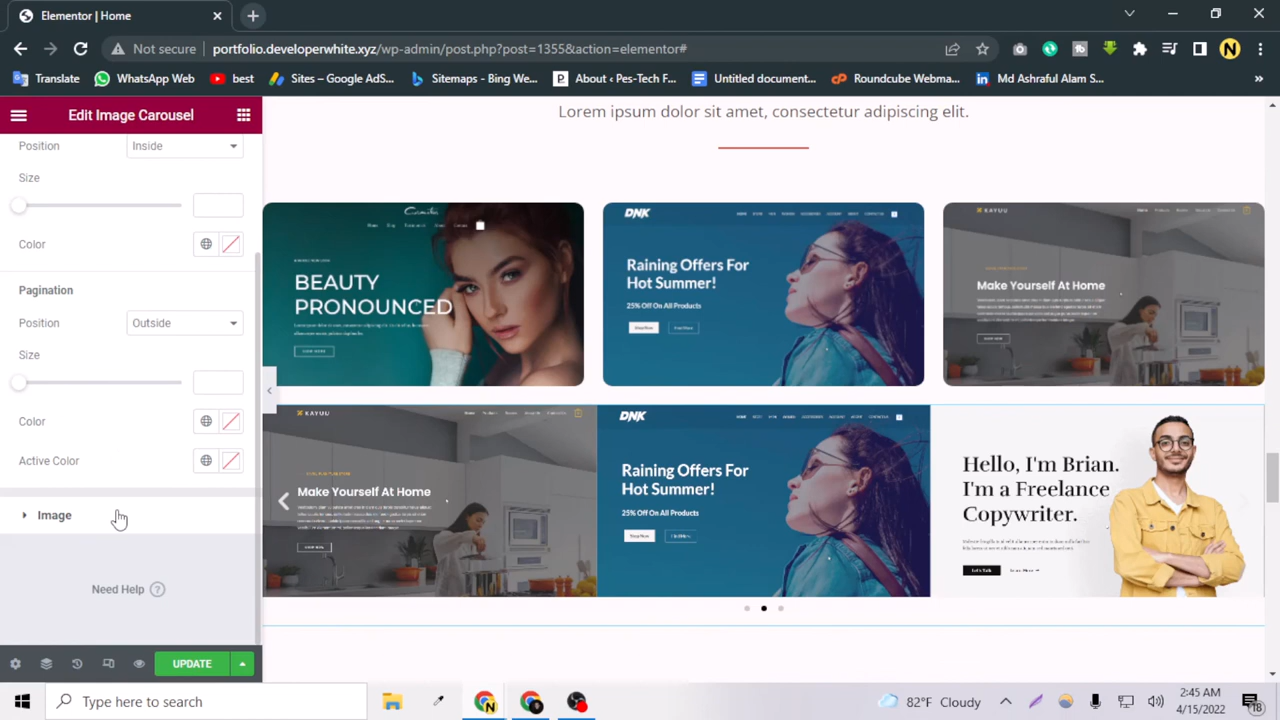 Elementor | Home
Not secure
portfolio.developerwhite.xyz/wp-admin/post.php?post=1355&action=elementor#
N
Translate
WhatsApp Web
best
Sites – Google AdS...
Sitemaps - Bing We...
About ‹ Pes-Tech F...
Untitled document...
Roundcube Webma...
Md Ashraful Alam S...
»
Edit Image Carousel
Position
Inside
Size
Color
Pagination
Position
Outside
Size
Color
Active Color
Image
Need Help
UPDATE
Lorem ipsum dolor sit amet, consectetur adipiscing elit.
BEAUTY
PRONOUNCED
DNK
Raining Offers For
Hot Summer!
25% Off On All Products
KAYUU
Make Yourself At Home
KAYUU
Make Yourself At Home
DNK
Raining Offers For
Hot Summer!
25% Off On All Products
Hello, I'm Brian.
I'm a Freelance
Copywriter.
Let's Talk
Type here to search
82°F Cloudy
2:45 AM
4/15/2022
18